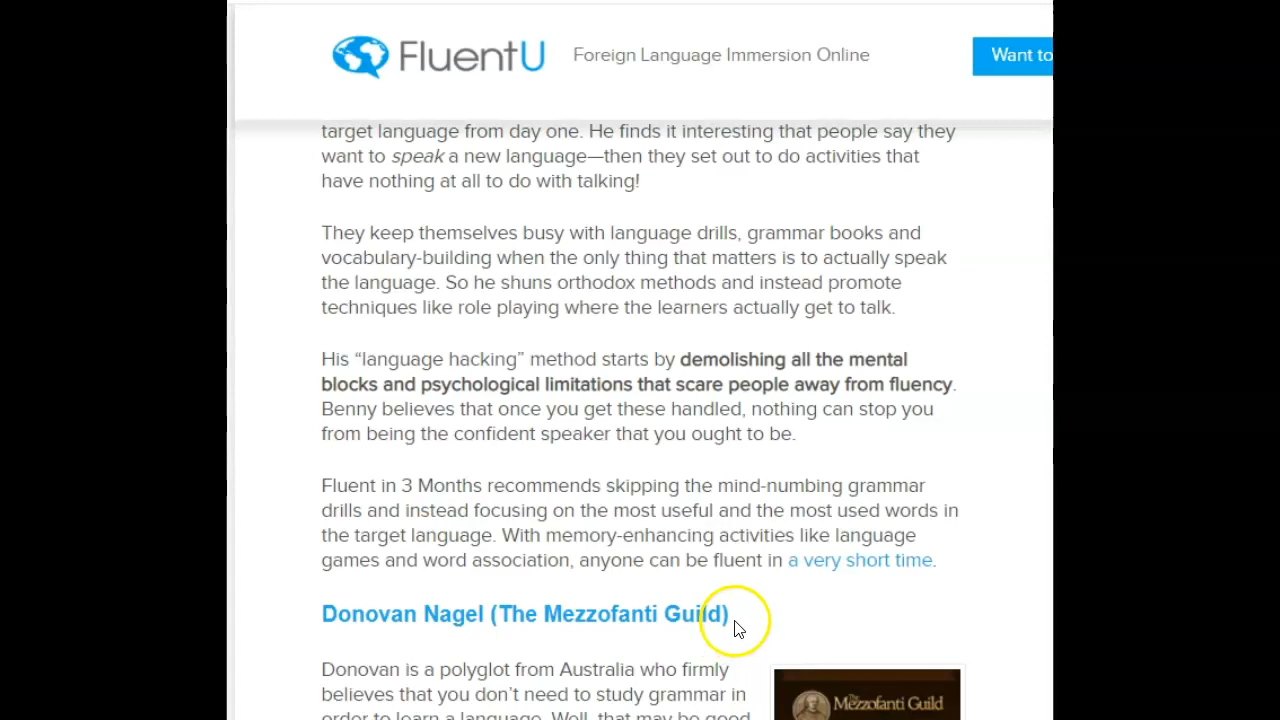 FluentU
Foreign Language Immersion Online
Want to
target language from day one. He finds it interesting that people say they
want to speak a new language—then they set out to do activities that
have nothing at all to do with talking!
They keep themselves busy with language drills, grammar books and
vocabulary-building when the only thing that matters is to actually speak
the language. So he shuns orthodox methods and instead promote
techniques like role playing where the learners actually get to talk.
His “language hacking” method starts by demolishing all the mental
blocks and psychological limitations that scare people away from fluency.
Benny believes that once you get these handled, nothing can stop you
from being the confident speaker that you ought to be.
Fluent in 3 Months recommends skipping the mind-numbing grammar
drills and instead focusing on the most useful and the most used words in
the target language. With memory-enhancing activities like language
games and word association, anyone can be fluent in a very short time.
Donovan Nagel (The Mezzofanti Guild)
Donovan is a polyglot from Australia who firmly
believes that you don’t need to study grammar in
order to learn a language. Well, that may be good
The Mezzofanti Guild